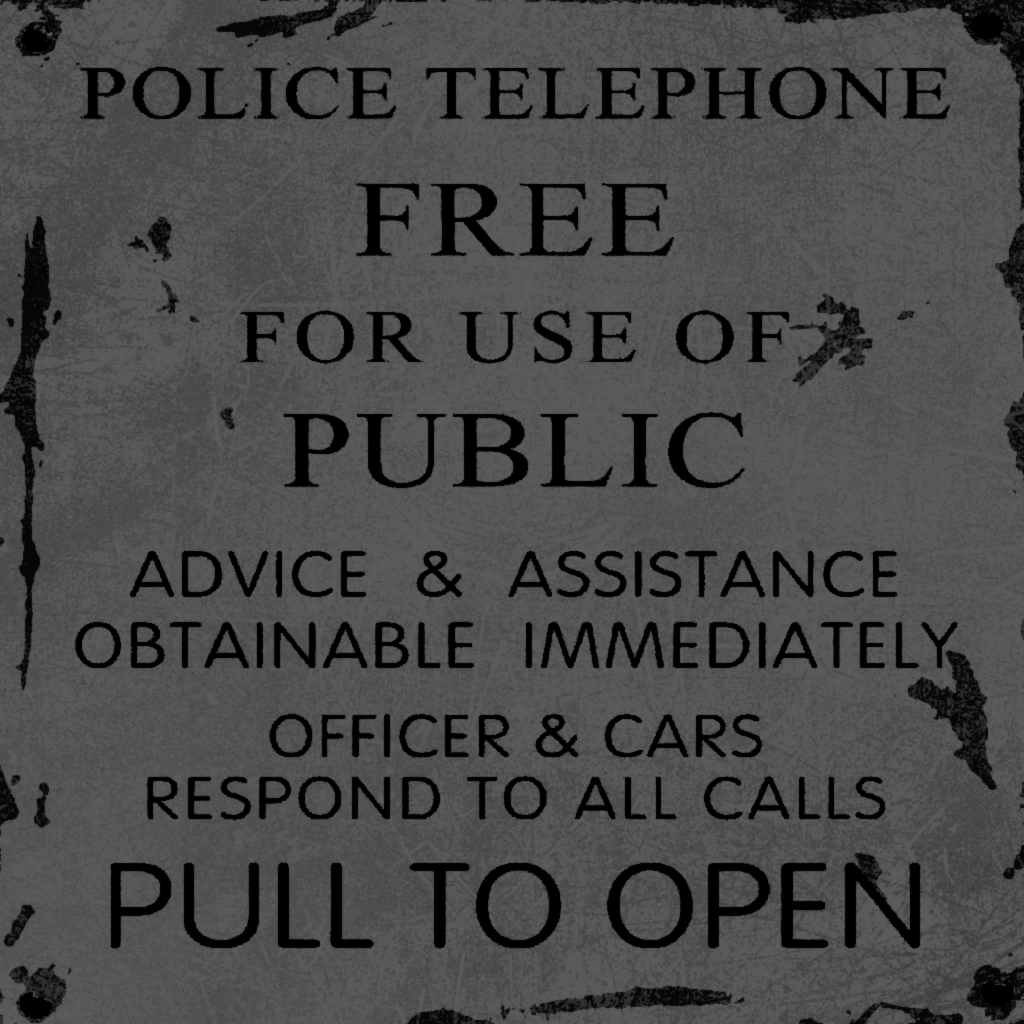 POLICE TELEPHONE
FREE
FOR USE OF
PUBLIC
ADVICE & ASSISTANCE
OBTAINABLE IMMEDIATELY
OFFICER & CARS
RESPOND TO ALL CALLS
PULL TO OPEN